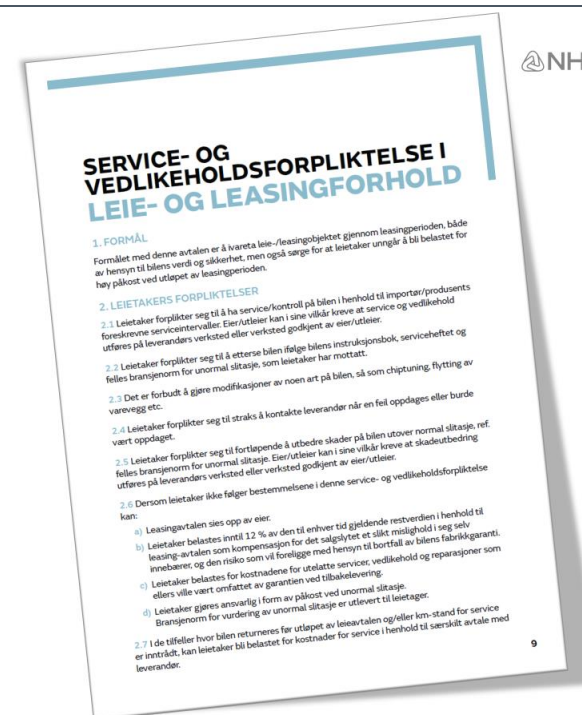 NH
SERVICE- OG
VEDLIKEHOLDSFORPLIKTELSE I
LEIE- OG LEASINGFORHOLD
1. FORMÅL
Formålet med denne avtalen er å ivareta leie-/leasingobjektet gjennom leasingperioden, både
av hensyn til bilens verdi og sikkerhet, men også sørge for at leietaker unngår å bli belastet for
høy påkost ved utløpet av leasingperioden.
2. LEIETAKERS FORPLIKTELSER
2.1 Leietaker forplikter seg til å ha service/kontroll på bilen i henhold til importør/produsents
foreskrevne serviceintervaller. Eier/utleier kan i sine vilkår kreve at service og vedlikehold
utføres på leverandørs verksted eller verksted godkjent av eier/utleier.
2.2 Leietaker forplikter seg til å etterse bilen ifølge bilens instruksjonsbok, serviceheftet og
felles bransjenorm for unormal slitasje, som leietaker har mottatt.
2.3 Det er forbudt å gjøre modifikasjoner av noen art på bilen, så som chiptuning, flytting av
varevegg etc.
2.4 Leietaker forplikter seg til straks å kontakte leverandør når en feil oppdages eller burde
vært oppdaget.
2.5 Leietaker forplikter seg til fortløpende å utbedre skader på bilen utover normal slitasje, ref.
felles bransjenorm for unormal slitasje. Eier/utleier kan i sine vilkår kreve at skadeutbedring
utføres på leverandørs verksted eller verksted godkjent av eier/utleier.
2.6 Dersom leietaker ikke følger bestemmelsene i denne service- og vedlikeholdsforpliktelse
kan:
a) Leasingavtalen sies opp av eier.
b) Leietaker belastes inntil 12 % av den til enhver tid gjeldende restverdien i henhold til
leasing-avtalen som kompensasjon for det salgslytet et slikt mislighold i seg selv
innebærer, og den risiko som vil foreligge med hensyn til bortfall av bilens fabrikkgaranti.
c) Leietaker belastes for kostnadene for utelatte servicer, vedlikehold og reparasjoner som
ellers ville vært omfattet av garantien ved tilbakelevering.
d) Leietaker gjøres ansvarlig i form av påkost ved unormal slitasje.
Bransjenorm for vurdering av unormal slitasje er utlevert til leietager.
2.7 I de tilfeller hvor bilen returneres før utløpet av leieavtalen og/eller km-stand for service
er inntrådt, kan leietaker bli belastet for kostnader for service i henhold til særskilt avtale med
leverandør.
9